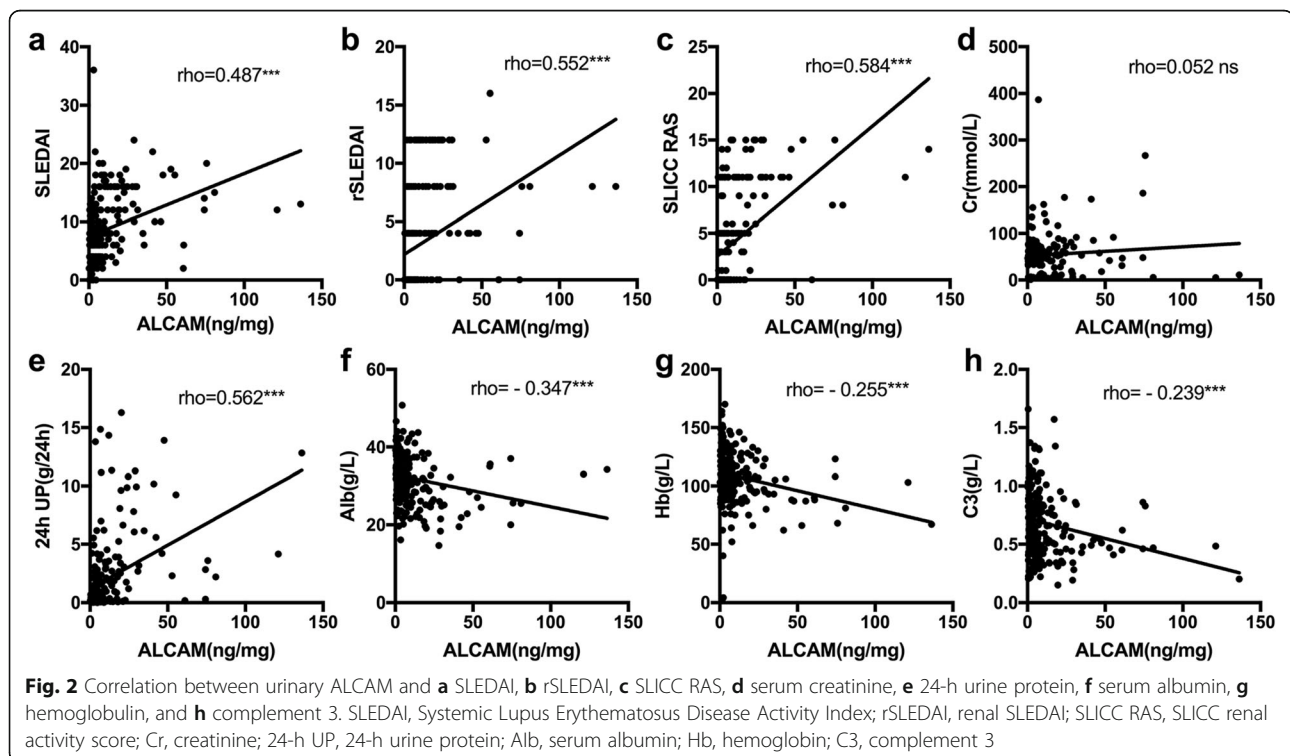 a
40
30
20
10
0
SLEDAI
rho=0.487***
0 50 100 150
ALCAM(ng/mg)
b
20
16
12
8
4
0
rSLEDAI
rho=0.552***
0 50 100 150
ALCAM(ng/mg)
c
25
20
15
10
5
0
SLICC RAS
rho=0.584***
0 50 100 150
ALCAM(ng/mg)
d
500
400
300
200
100
50
0
Cr(mmol/L)
rho=0.052 ns
0 50 100 150
ALCAM(ng/mg)
e
20
15
10
5
0
24h UP(g/24h)
rho=0.562***
0 50 100 150
ALCAM(ng/mg)
f
60
40
20
0
Alb(g/L)
rho= - 0.347***
0 50 100 150
ALCAM(ng/mg)
g
200
150
100
50
0
Hb(g/L)
rho= - 0.255***
0 50 100 150
ALCAM(ng/mg)
h
2.0
1.5
1.0
0.5
0.0
C3(g/L)
rho= - 0.239***
0 50 100 150
ALCAM(ng/mg)
Fig. 2 Correlation between urinary ALCAM and a SLEDAI, b rSLEDAI, c SLICC RAS, d serum creatinine, e 24-h urine protein, f serum albumin, g
hemoglobulin, and h complement 3. SLEDAI, Systemic Lupus Erythematosus Disease Activity Index; rSLEDAI, renal SLEDAI; SLICC RAS, SLICC renal
activity score; Cr, creatinine; 24-h UP, 24-h urine protein; Alb, serum albumin; Hb, hemoglobin; C3, complement 3